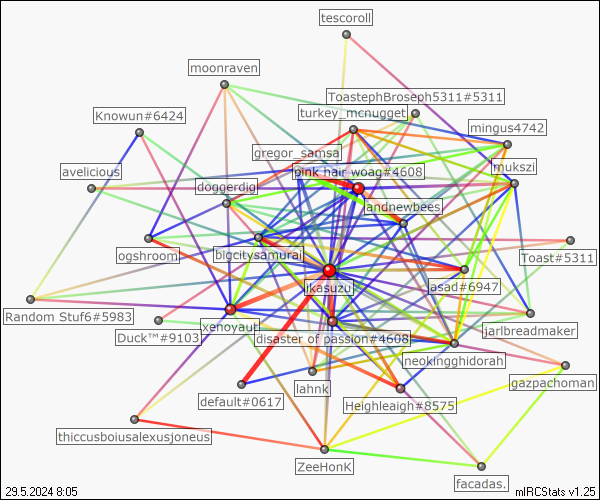 tescoroll
moonraven
ToastephBroseph5311#5311
Knowun#6424
turkey_mcnugget
mingus4742
gregor_samsa
mukszi
avelicious
pink hair woag#4608
doggerdig
andnewbees
ogshroom
bigcitysamurai
Toast#5311
ikasuzu
asad#6947
Random Stuf6#5983
xenoyaut
jarlbreadmaker
Duck™#9103
disaster of passion#4608
neokingghidorah
lahnk
gazpachoman
default#0617
Heighleaigh#8575
thiccusboiusalexusjoneus
ZeeHonK
facadas.
29.5.2024 8:05
mIRCStats v1.25